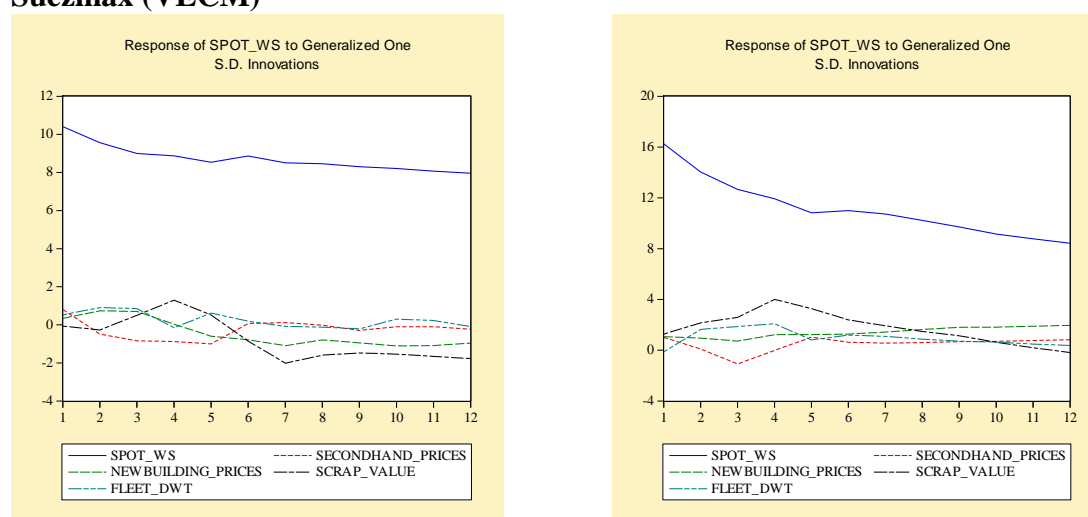 Suezmax (VECM)
Response of SPOT_WS to Generalized One
S.D. Innovations
12
10
8
6
4
2
0
-2
-4
1 2 3 4 5 6 7 8 9 10 11 12
SPOT_WS SECONDHAND_PRICES
NEWBUILDING_PRICES SCRAP_VALUE
FLEET_DWT
Response of SPOT_WS to Generalized One
S.D. Innovations
20
16
12
8
4
0
-4
1 2 3 4 5 6 7 8 9 10 11 12
SPOT_WS SECONDHAND_PRICES
NEWBUILDING_PRICES SCRAP_VALUE
FLEET_DWT